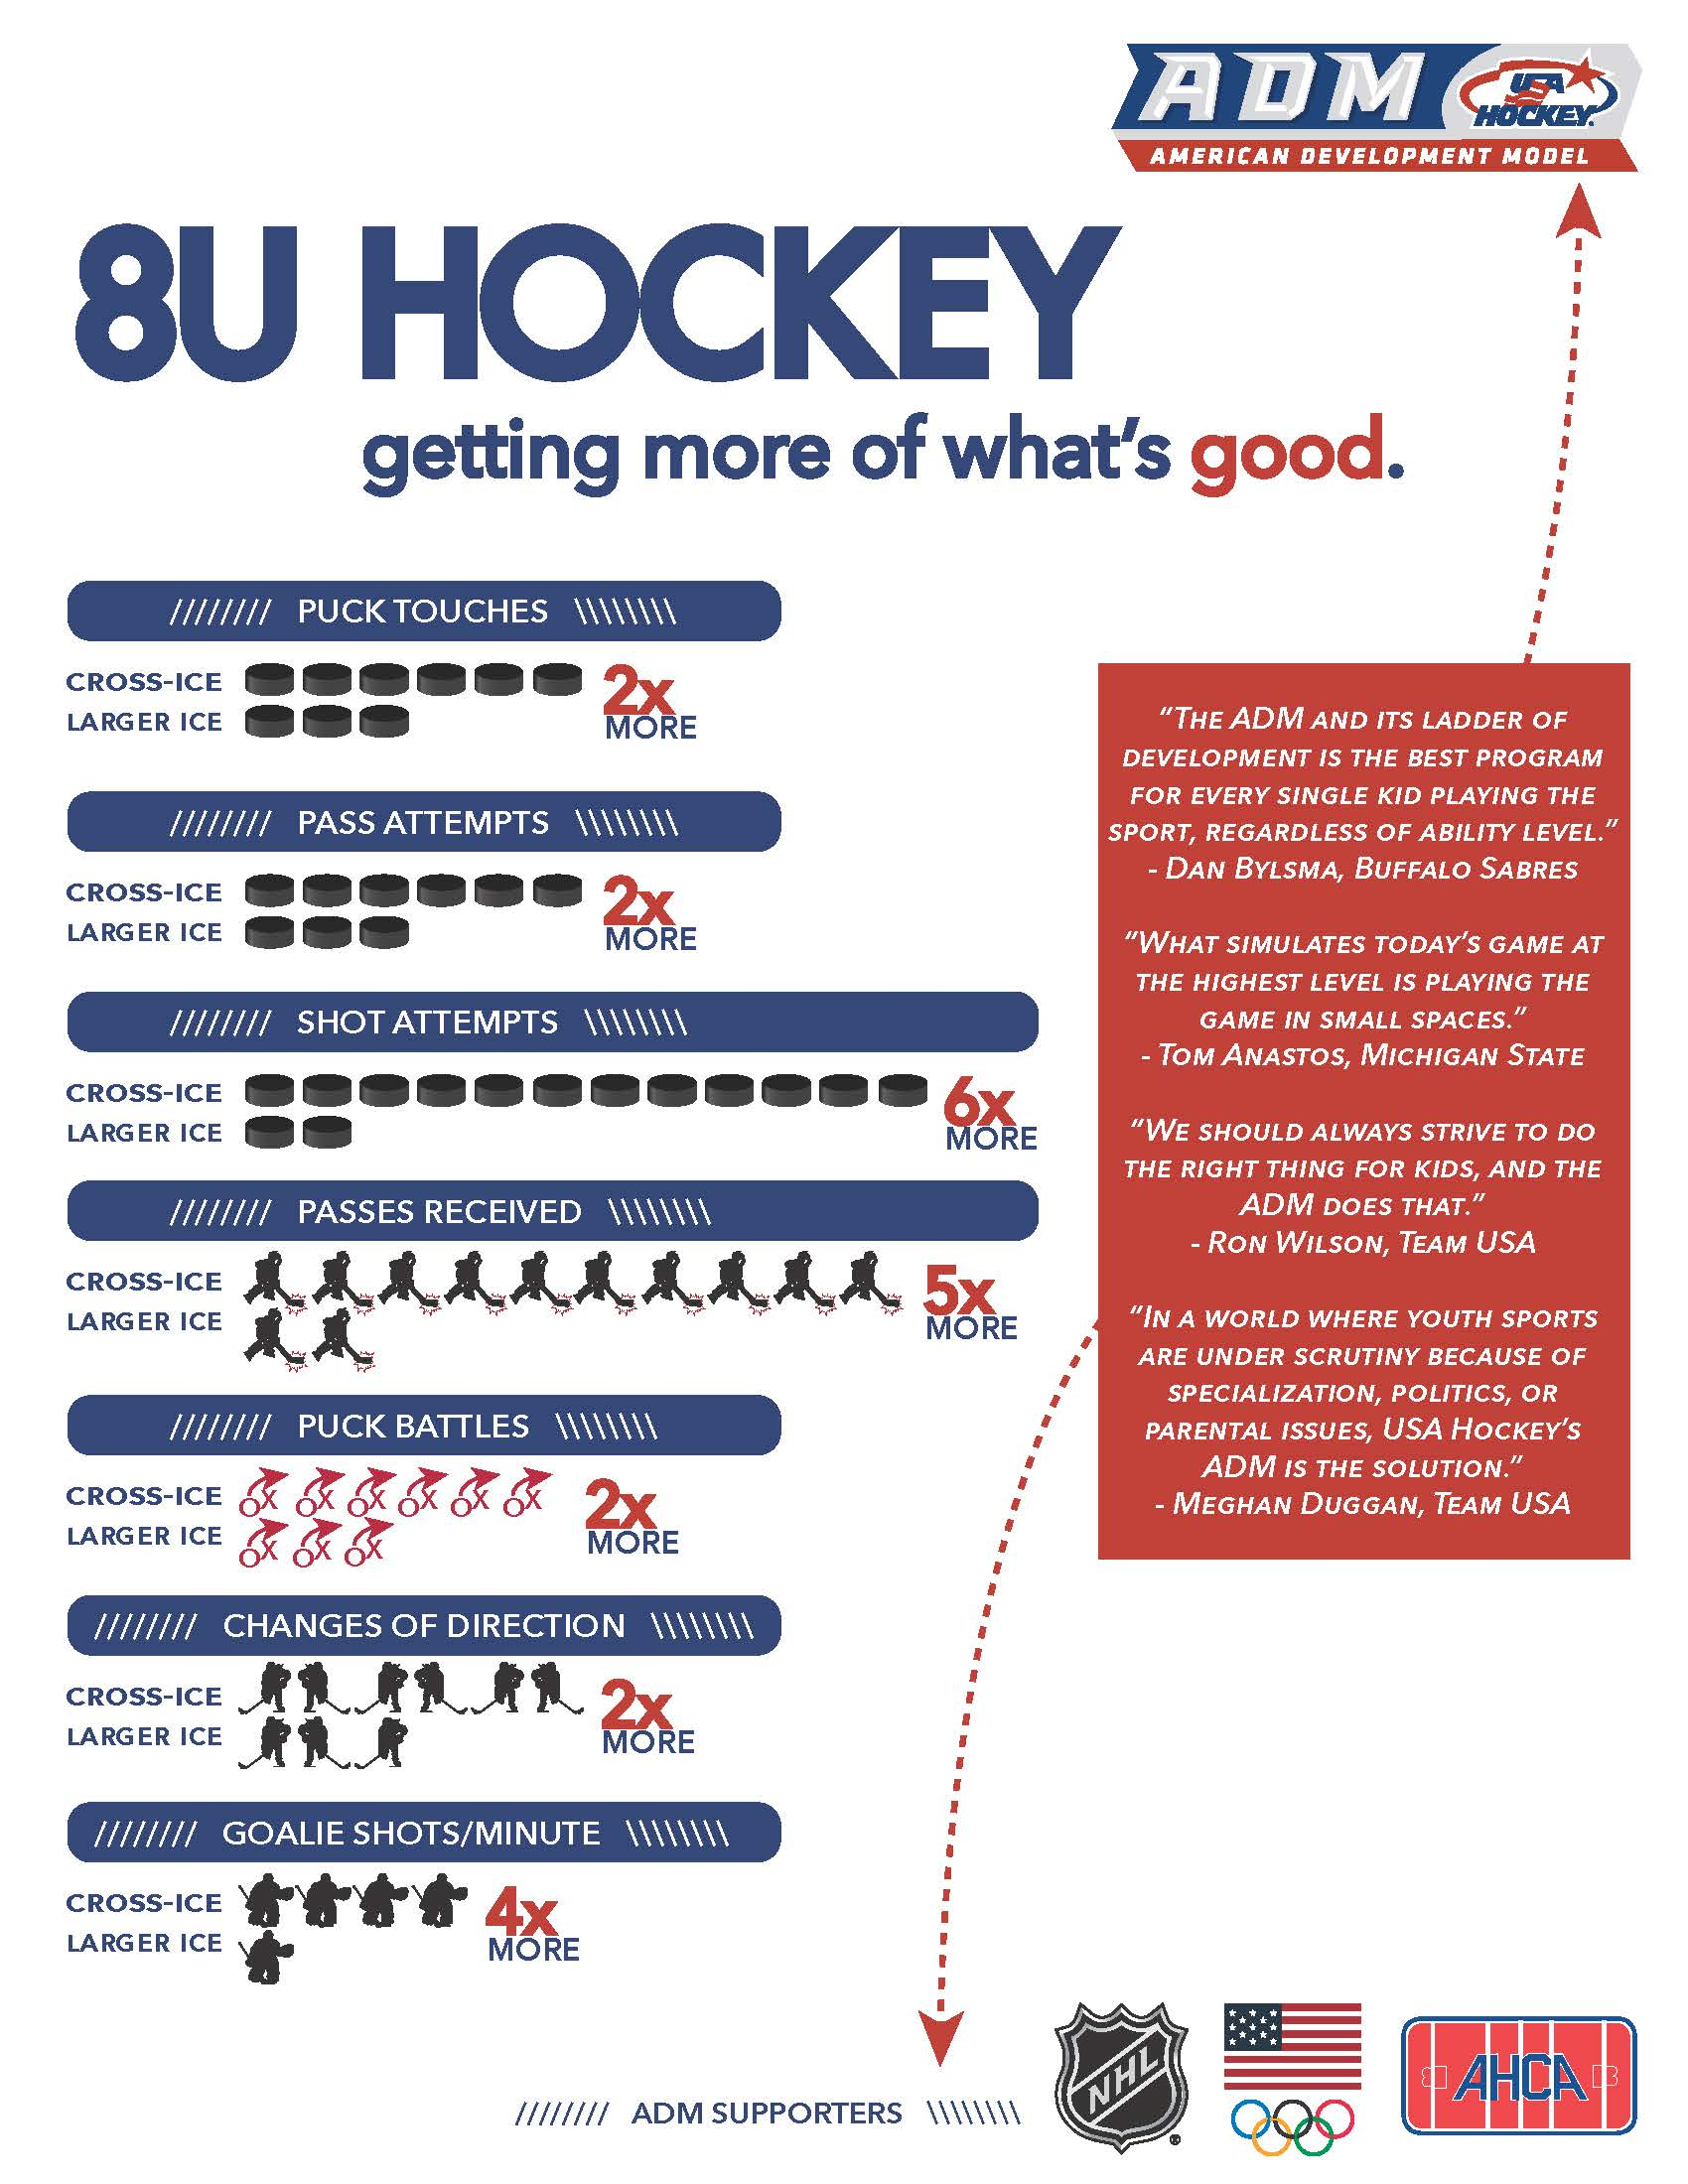 ADM
USA
HOCKEY
AMERICAN DEVELOPMENT MODEL
8U HOCKEY
getting more of what's good.
//////// PUCK TOUCHES \\\\\\\\
CROSS-ICE
LARGER ICE
2x
MORE
//////// PASS ATTEMPTS \\\\\\\\
CROSS-ICE
LARGER ICE
2x
MORE
//////// SHOT ATTEMPTS \\\\\\\\
CROSS-ICE
LARGER ICE
6x
MORE
//////// PASSES RECEIVED \\\\\\\\
CROSS-ICE
LARGER ICE
5x
MORE
//////// PUCK BATTLES \\\\\\\\
CROSS-ICE
LARGER ICE
2x
MORE
//////// CHANGES OF DIRECTION \\\\\\\\
CROSS-ICE
LARGER ICE
2x
MORE
//////// GOALIE SHOTS/MINUTE \\\\\\\\
CROSS-ICE
LARGER ICE
4x
MORE
"THE ADM AND ITS LADDER OF
DEVELOPMENT IS THE BEST PROGRAM
FOR EVERY SINGLE KID PLAYING THE
SPORT, REGARDLESS OF ABILITY LEVEL."
- DAN BYLSMA, BUFFALO SABRES
"WHAT SIMULATES TODAY'S GAME AT
THE HIGHEST LEVEL IS PLAYING THE
GAME IN SMALL SPACES."
- TOM ANASTOS, MICHIGAN STATE
"WE SHOULD ALWAYS STRIVE TO DO
THE RIGHT THING FOR KIDS, AND THE
ADM DOES THAT."
- RON WILSON, TEAM USA
"IN A WORLD WHERE YOUTH SPORTS
ARE UNDER SCRUTINY BECAUSE OF
SPECIALIZATION, POLITICS, OR
PARENTAL ISSUES, USA HOCKEY'S
ADM IS THE SOLUTION."
- MEGHAN DUGGAN, TEAM USA
//////// ADM SUPPORTERS \\\\\\\\
NHL
AHCA